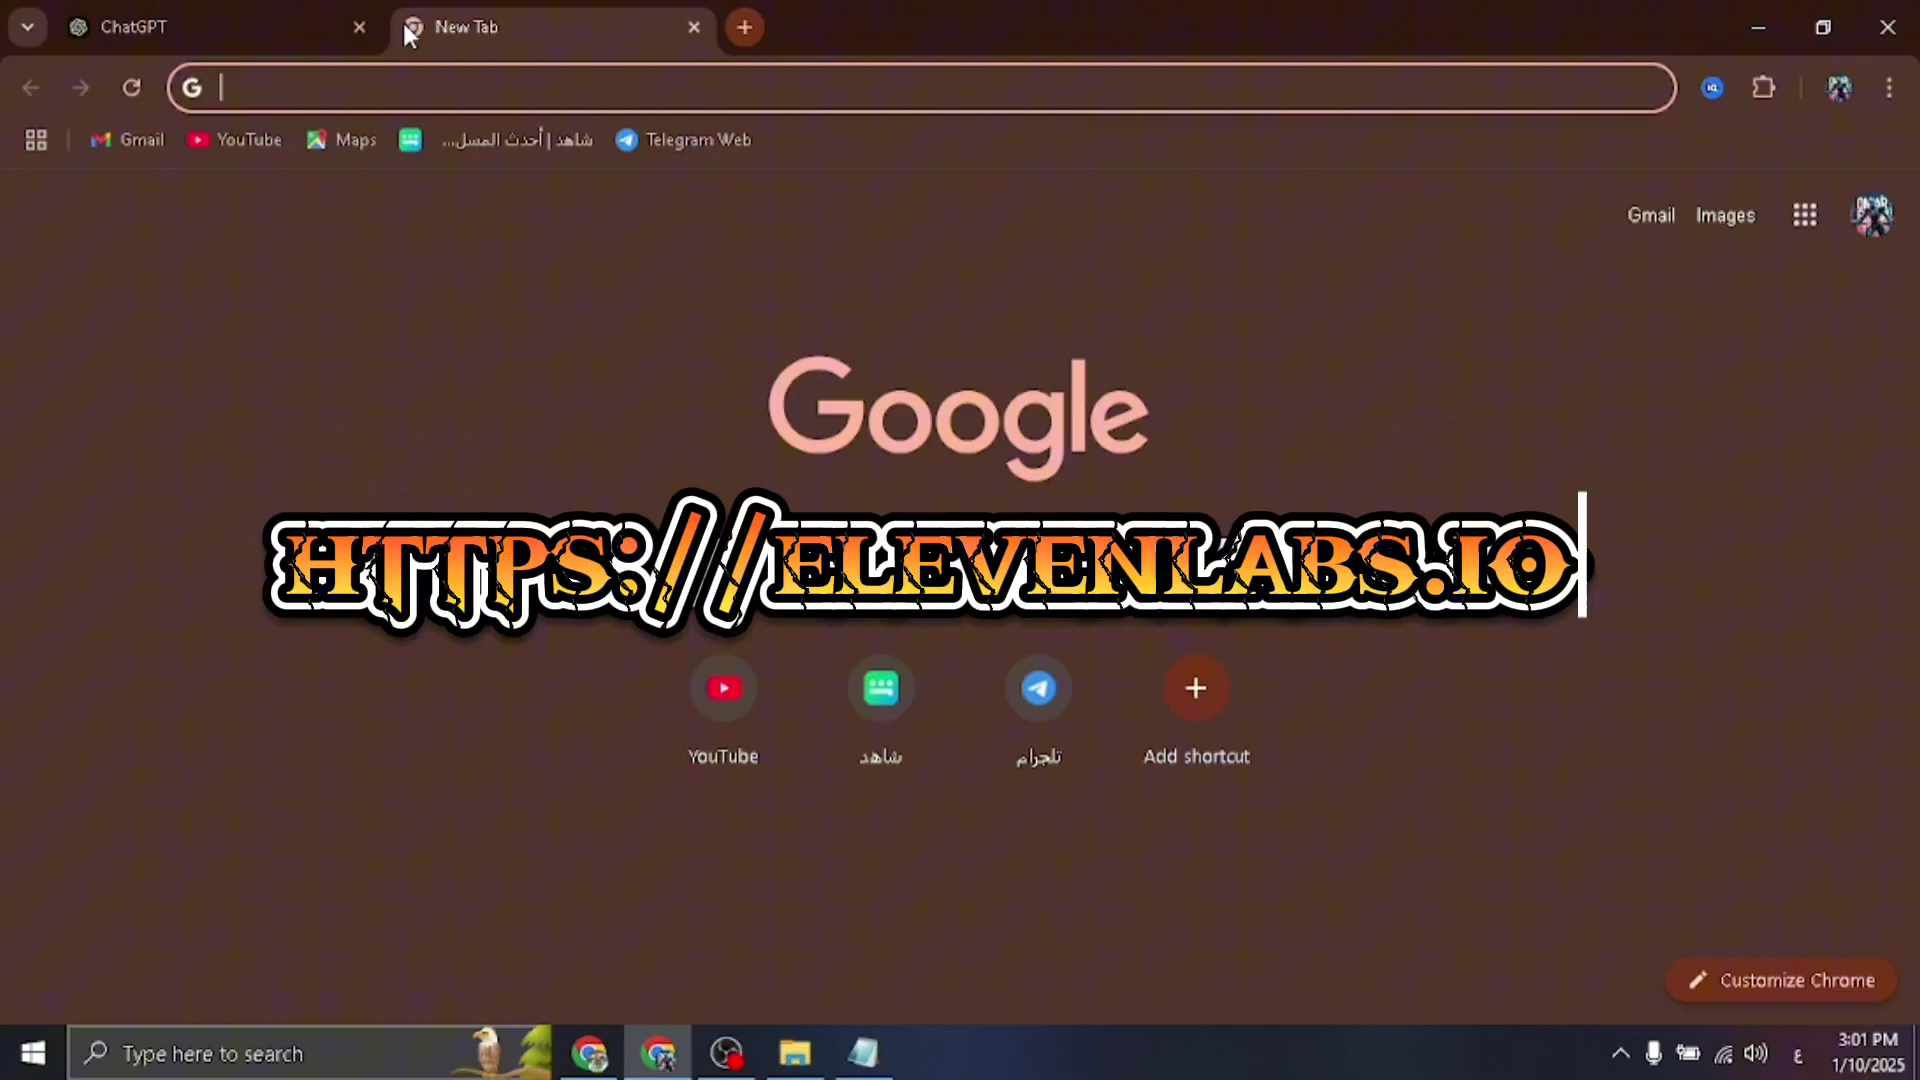 ChatGPT
New Tab
Gmail
YouTube
Maps
شاهد | أحدث المسل...
Telegram Web
Gmail Images
Google
HTTPS://ELEVENLABS.IO
YouTube
شاهد
تلجرام
Add shortcut
Customize Chrome
Type here to search
ع
3:01 PM
1/10/2025